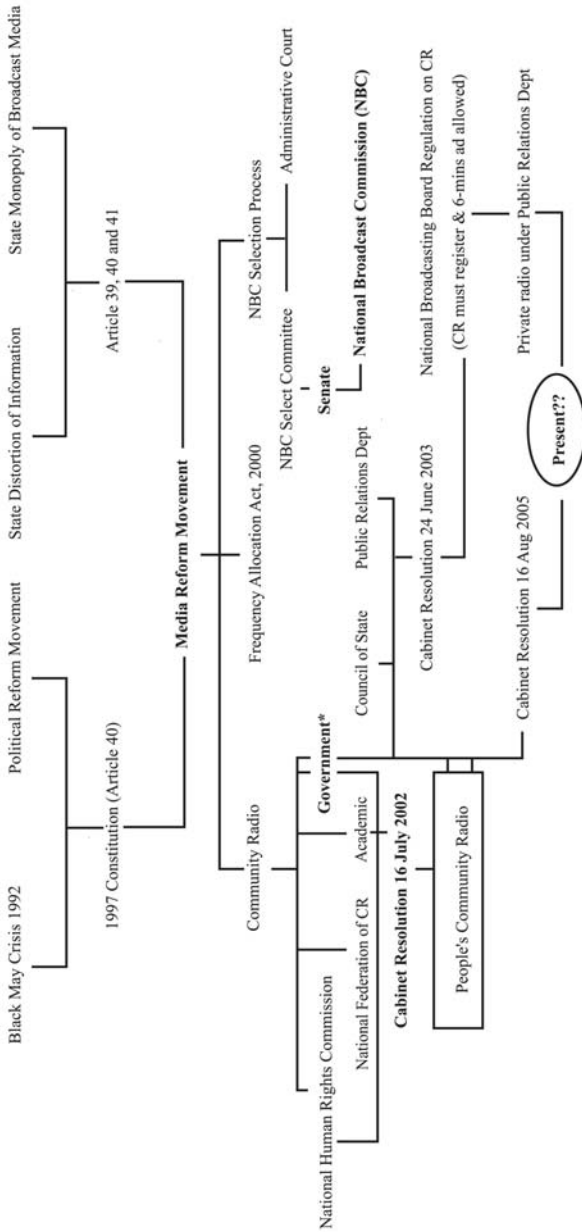 Black May Crisis 1992
Political Reform Movement
State Distortion of Information
State Monopoly of Broadcast Media
1997 Constitution (Article 40)
Article 39, 40 and 41
Media Reform Movement
Community Radio
Frequency Allocation Act, 2000
NBC Selection Process
NBC Select Committee
Administrative Court
National Human Rights Commission
Government*
Senate
National Federation of CR
Academic
Council of State
Public Relations Dept
National Broadcast Commission (NBC)
Cabinet Resolution 16 July 2002
Cabinet Resolution 24 June 2003
National Broadcasting Board Regulation on CR
(CR must register & 6-mins ad allowed)
People's Community Radio
Cabinet Resolution 16 Aug 2005
Private radio under Public Relations Dept
Present??